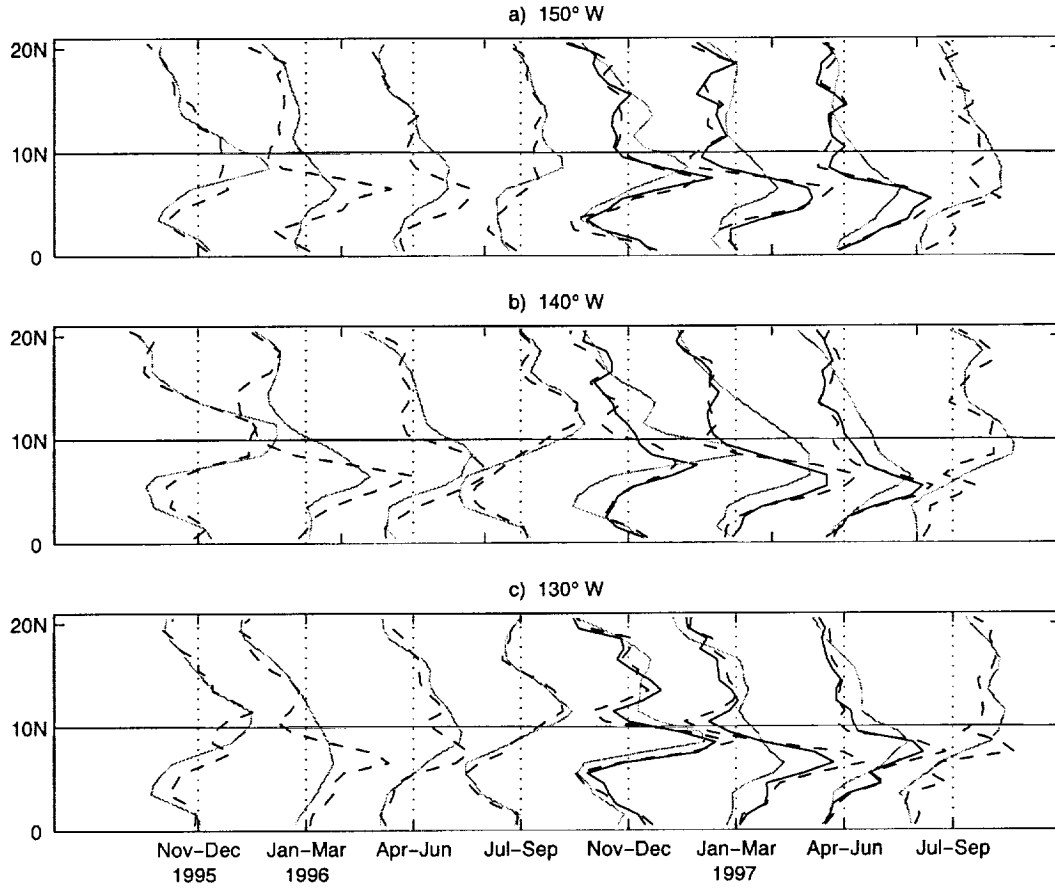 a) 150° W
20N
10N
0
b) 140° W
20N
10N
0
c) 130° W
20N
10N
0
Nov–Dec Jan–Mar Apr–Jun Jul–Sep Nov–Dec Jan–Mar Apr–Jun Jul–Sep
1995 1996 1997